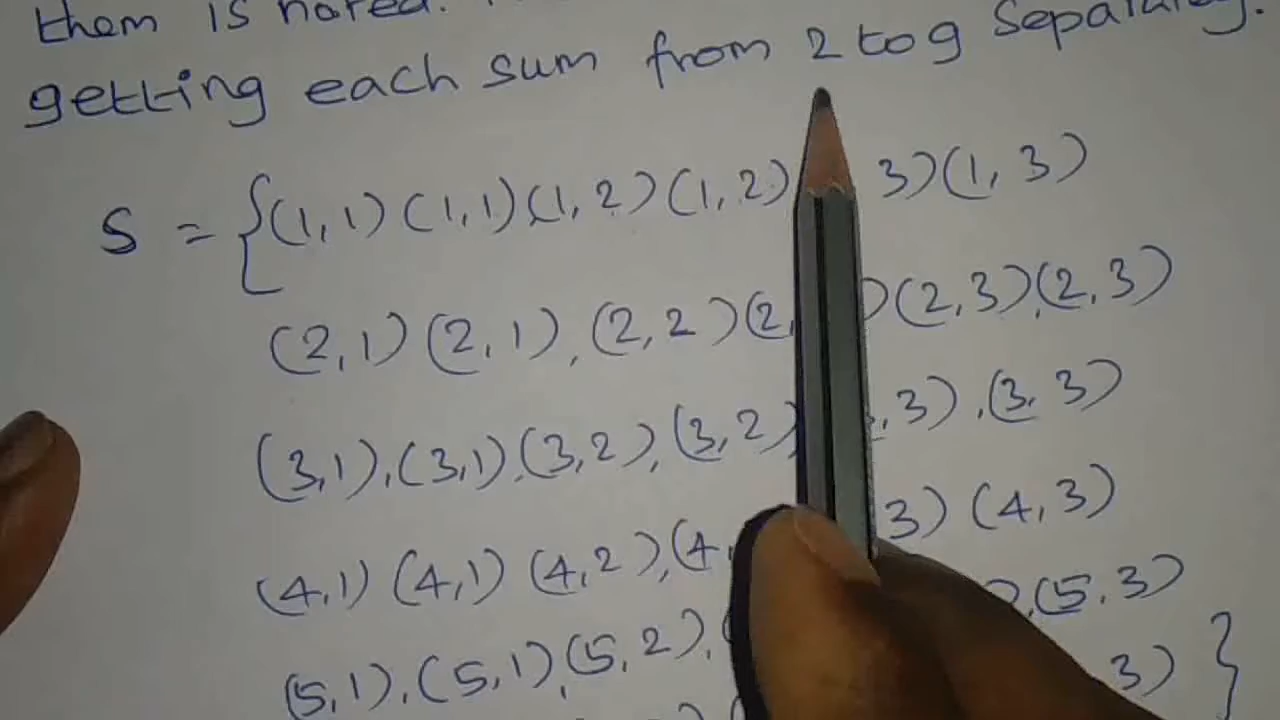 them is noted.
getting each sum from 2 to 9
S = { (1,1) (1,1) (1,2) (1,2) 3) (1,3)
(2,1) (2,1), (2,2) (2, ) (2,3), (2,3)
(3,1), (3,1), (3,2), (3,2) ,3), (3,3)
(4,1) (4,1) (4,2), (4, 3) (4,3)
(5,1), (5,1), (5,2), ( ), (5,3)
) 3) }